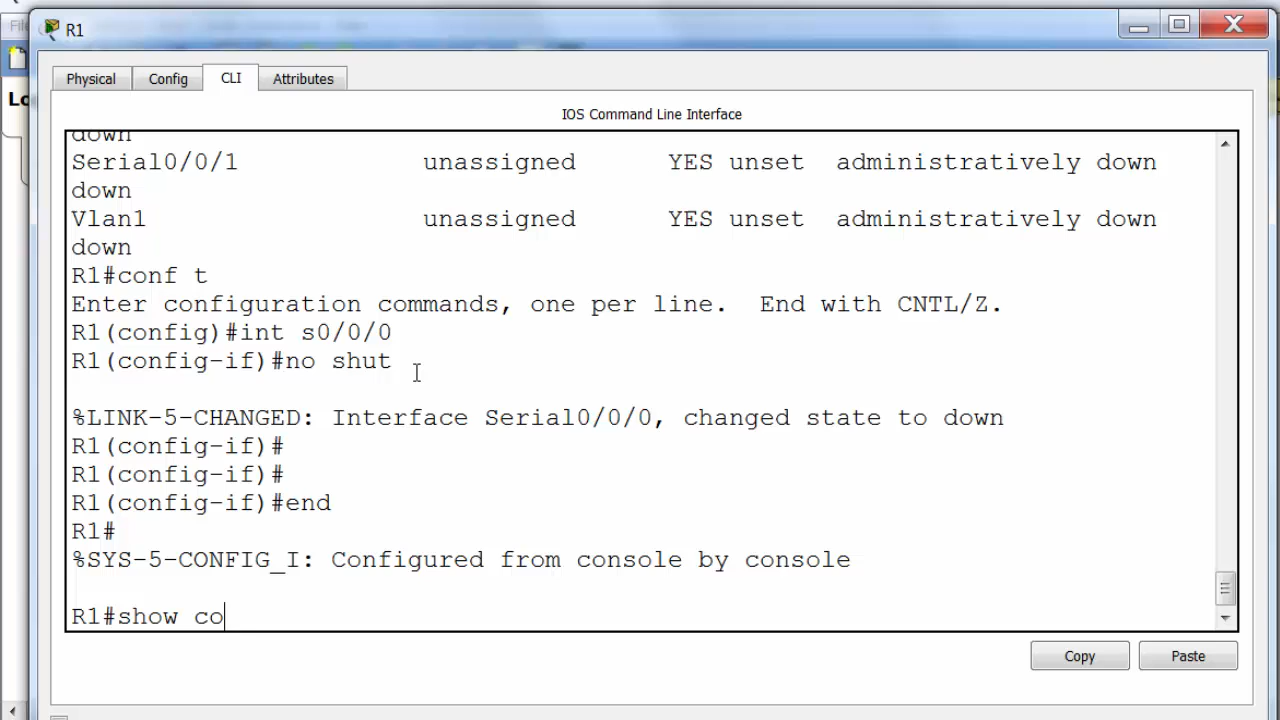 R1
Physical Config CLI Attributes
IOS Command Line Interface
down
Serial0/0/1 unassigned YES unset administratively down
down
Vlan1 unassigned YES unset administratively down
down
R1#conf t
Enter configuration commands, one per line. End with CNTL/Z.
R1(config)#int s0/0/0
R1(config-if)#no shut
%LINK-5-CHANGED: Interface Serial0/0/0, changed state to down
R1(config-if)#
R1(config-if)#
R1(config-if)#end
R1#
%SYS-5-CONFIG_I: Configured from console by console
R1#show co
Copy Paste